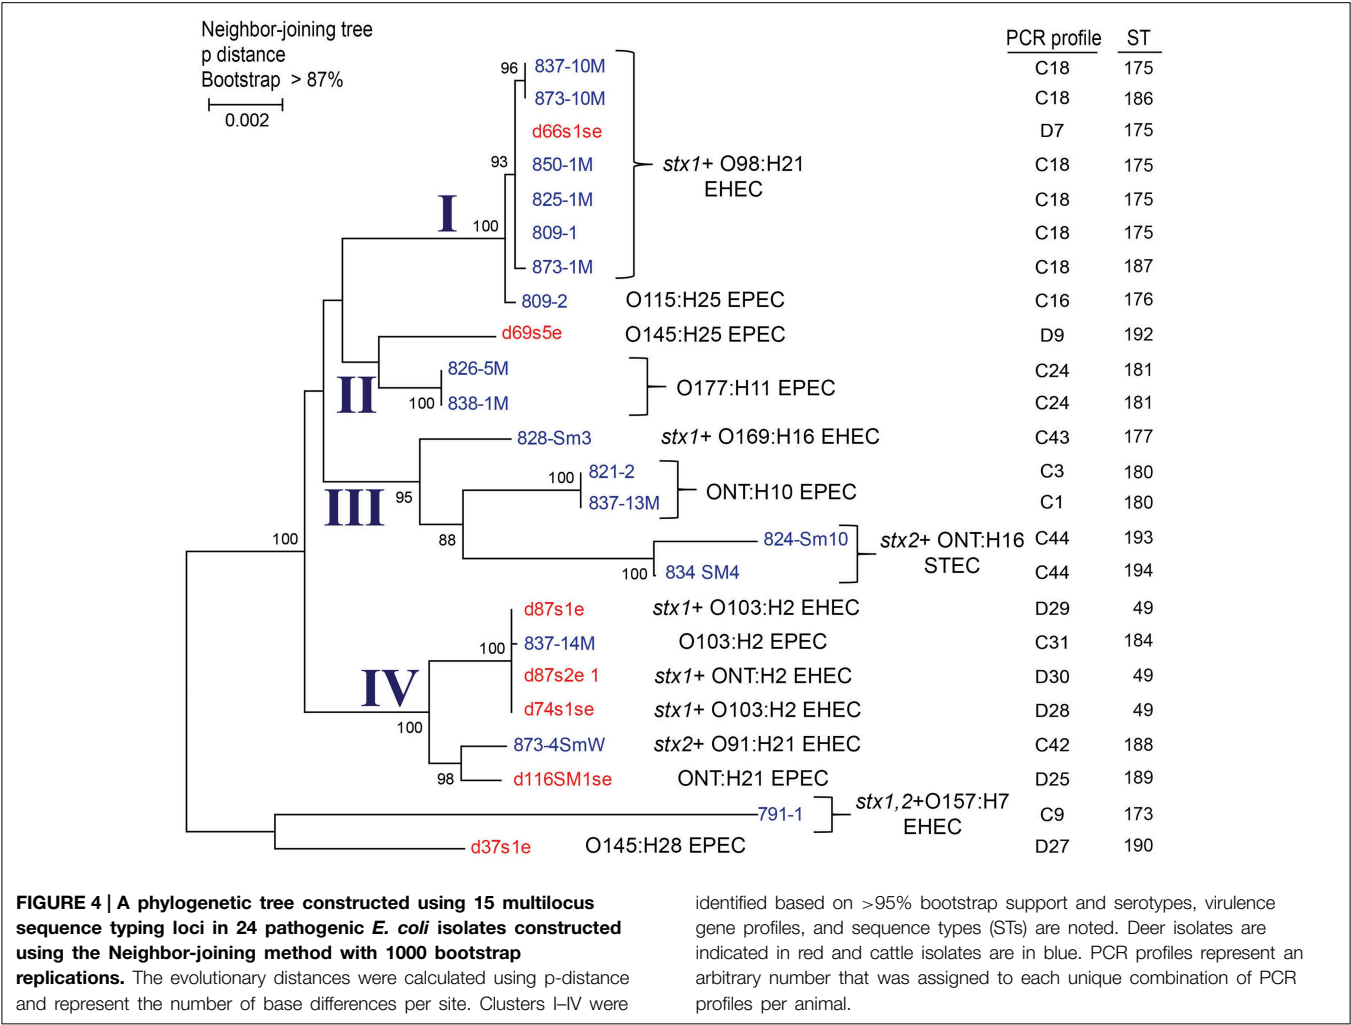 Neighbor-joining tree
p distance
Bootstrap > 87%
0.002
PCR profile ST
96 837-10M C18 175
873-10M C18 186
d66s1se D7 175
93 850-1M stx1+ O98:H21 C18 175
EHEC
I 825-1M C18 175
100 809-1 C18 175
873-1M C18 187
809-2 O115:H25 EPEC C16 176
d69s5e O145:H25 EPEC D9 192
826-5M C24 181
II O177:H11 EPEC
100 838-1M C24 181
828-Sm3 stx1+ O169:H16 EHEC C43 177
100 821-2 C3 180
III 95 ONT:H10 EPEC
837-13M C1 180
100 88 824-Sm10 stx2+ ONT:H16 C44 193
STEC
100 834 SM4 C44 194
d87s1e stx1+ O103:H2 EHEC D29 49
100 837-14M O103:H2 EPEC C31 184
IV d87s2e 1 stx1+ ONT:H2 EHEC D30 49
d74s1se stx1+ O103:H2 EHEC D28 49
100
873-4SmW stx2+ O91:H21 EHEC C42 188
98 d116SM1se ONT:H21 EPEC D25 189
791-1 stx1,2+O157:H7 C9 173
EHEC
d37s1e O145:H28 EPEC D27 190
FIGURE 4 | A phylogenetic tree constructed using 15 multilocus
sequence typing loci in 24 pathogenic E. coli isolates constructed
using the Neighbor-joining method with 1000 bootstrap
replications. The evolutionary distances were calculated using p-distance
and represent the number of base differences per site. Clusters I–IV were
identified based on >95% bootstrap support and serotypes, virulence
gene profiles, and sequence types (STs) are noted. Deer isolates are
indicated in red and cattle isolates are in blue. PCR profiles represent an
arbitrary number that was assigned to each unique combination of PCR
profiles per animal.